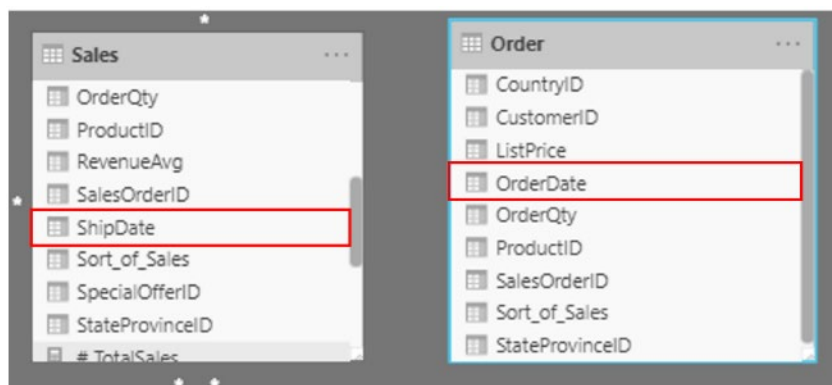 Sales
OrderQty
ProductID
RevenueAvg
SalesOrderID
ShipDate
Sort_of_Sales
SpecialOfferID
StateProvinceID
# TotalSales
Order
CountryID
CustomerID
ListPrice
OrderDate
OrderQty
ProductID
SalesOrderID
Sort_of_Sales
StateProvinceID